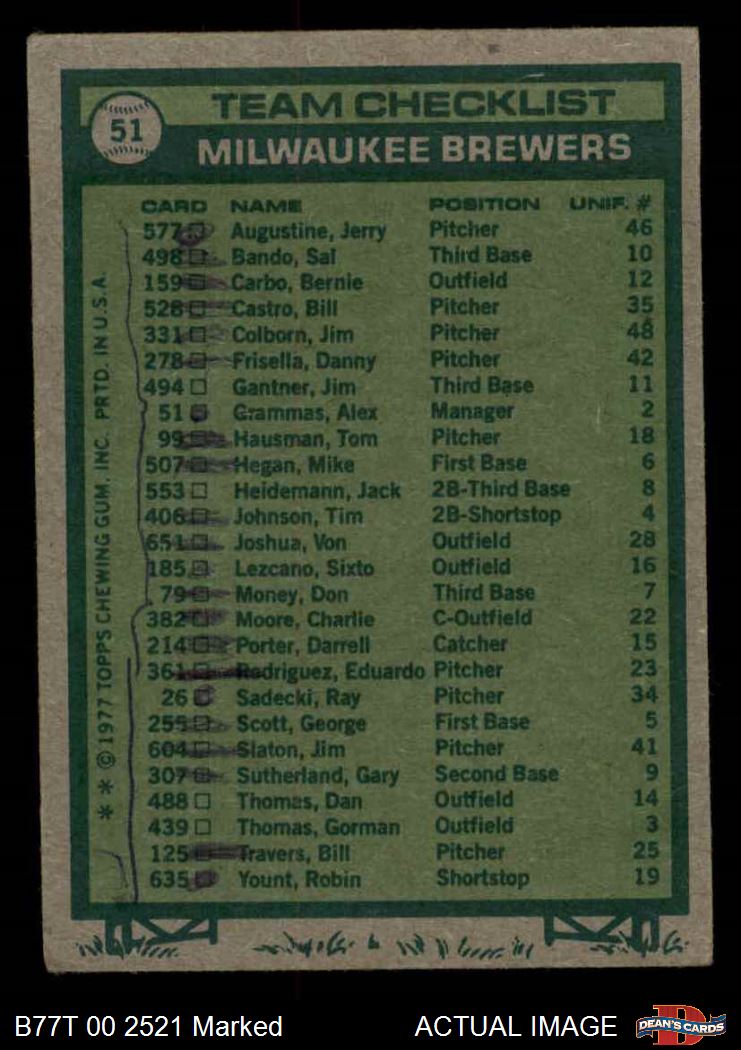 51
TEAM CHECKLIST
MILWAUKEE BREWERS
CARD NAME POSITION UNIF. #
577 Augustine, Jerry Pitcher 46
498 Bando, Sal Third Base 10
159 Carbo, Bernie Outfield 12
528 Castro, Bill Pitcher 35
331 Colborn, Jim Pitcher 48
278 Frisella, Danny Pitcher 42
494 Gantner, Jim Third Base 11
51 Grammas, Alex Manager 2
99 Hausman, Tom Pitcher 18
507 Hegan, Mike First Base 6
553 Heidemann, Jack 2B-Third Base 8
406 Johnson, Tim 2B-Shortstop 4
651 Joshua, Von Outfield 28
185 Lezcano, Sixto Outfield 16
79 Money, Don Third Base 7
382 Moore, Charlie C-Outfield 22
214 Porter, Darrell Catcher 15
361 Rodriguez, Eduardo Pitcher 23
26 Sadecki, Ray Pitcher 34
255 Scott, George First Base 5
604 Slaton, Jim Pitcher 41
307 Sutherland, Gary Second Base 9
488 Thomas, Dan Outfield 14
439 Thomas, Gorman Outfield 3
125 Travers, Bill Pitcher 25
635 Yount, Robin Shortstop 19
* * © 1977 TOPPS CHEWING GUM, INC. PRTD. IN U.S.A.
B77T 00 2521 Marked ACTUAL IMAGE
DEAN'S CARDS